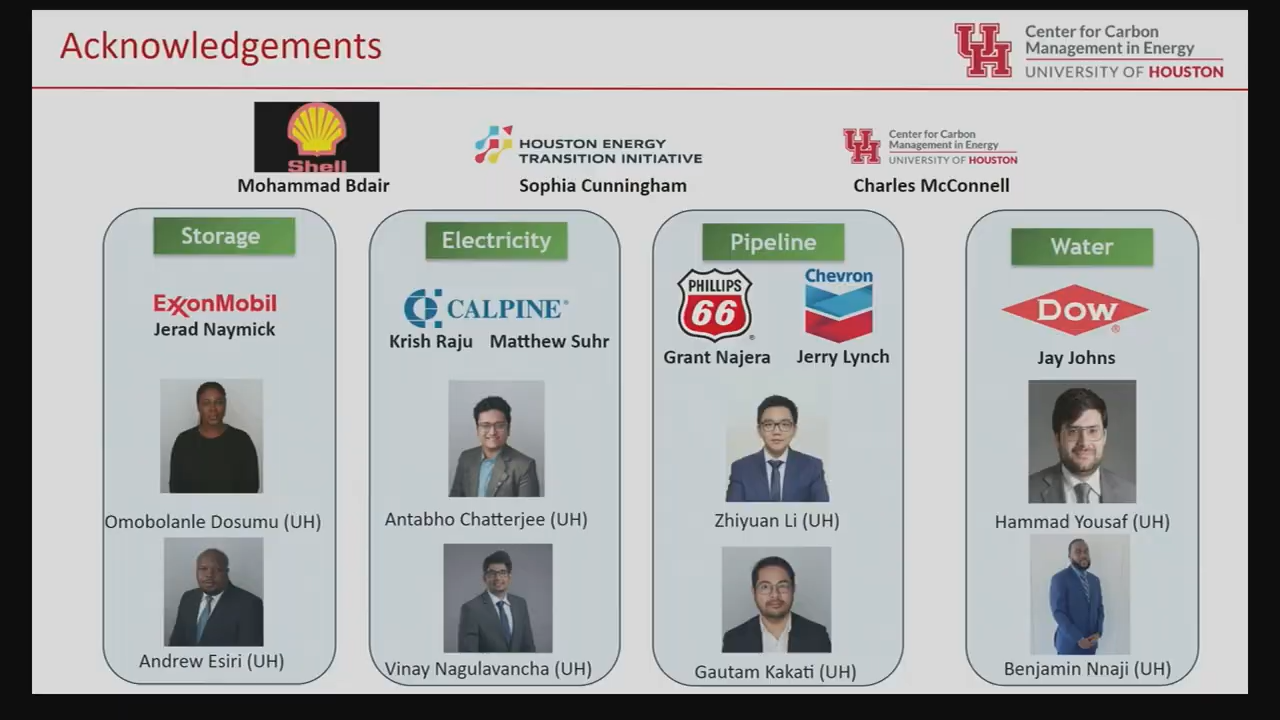 Acknowledgements
Center for Carbon
Management in Energy
UNIVERSITY OF HOUSTON
Shell
Mohammad Bdair
HOUSTON ENERGY
TRANSITION INITIATIVE
Sophia Cunningham
Center for Carbon
Management in Energy
UNIVERSITY OF HOUSTON
Charles McConnell
Storage
ExxonMobil
Jerad Naymick
Omobolanle Dosumu (UH)
Andrew Esiri (UH)
Electricity
CALPINE®
Krish Raju Matthew Suhr
Antabho Chatterjee (UH)
Vinay Nagulavancha (UH)
Pipeline
PHILLIPS
66®
Chevron
Grant Najera Jerry Lynch
Zhiyuan Li (UH)
Gautam Kakati (UH)
Water
DOW®
Jay Johns
Hammad Yousaf (UH)
Benjamin Nnaji (UH)